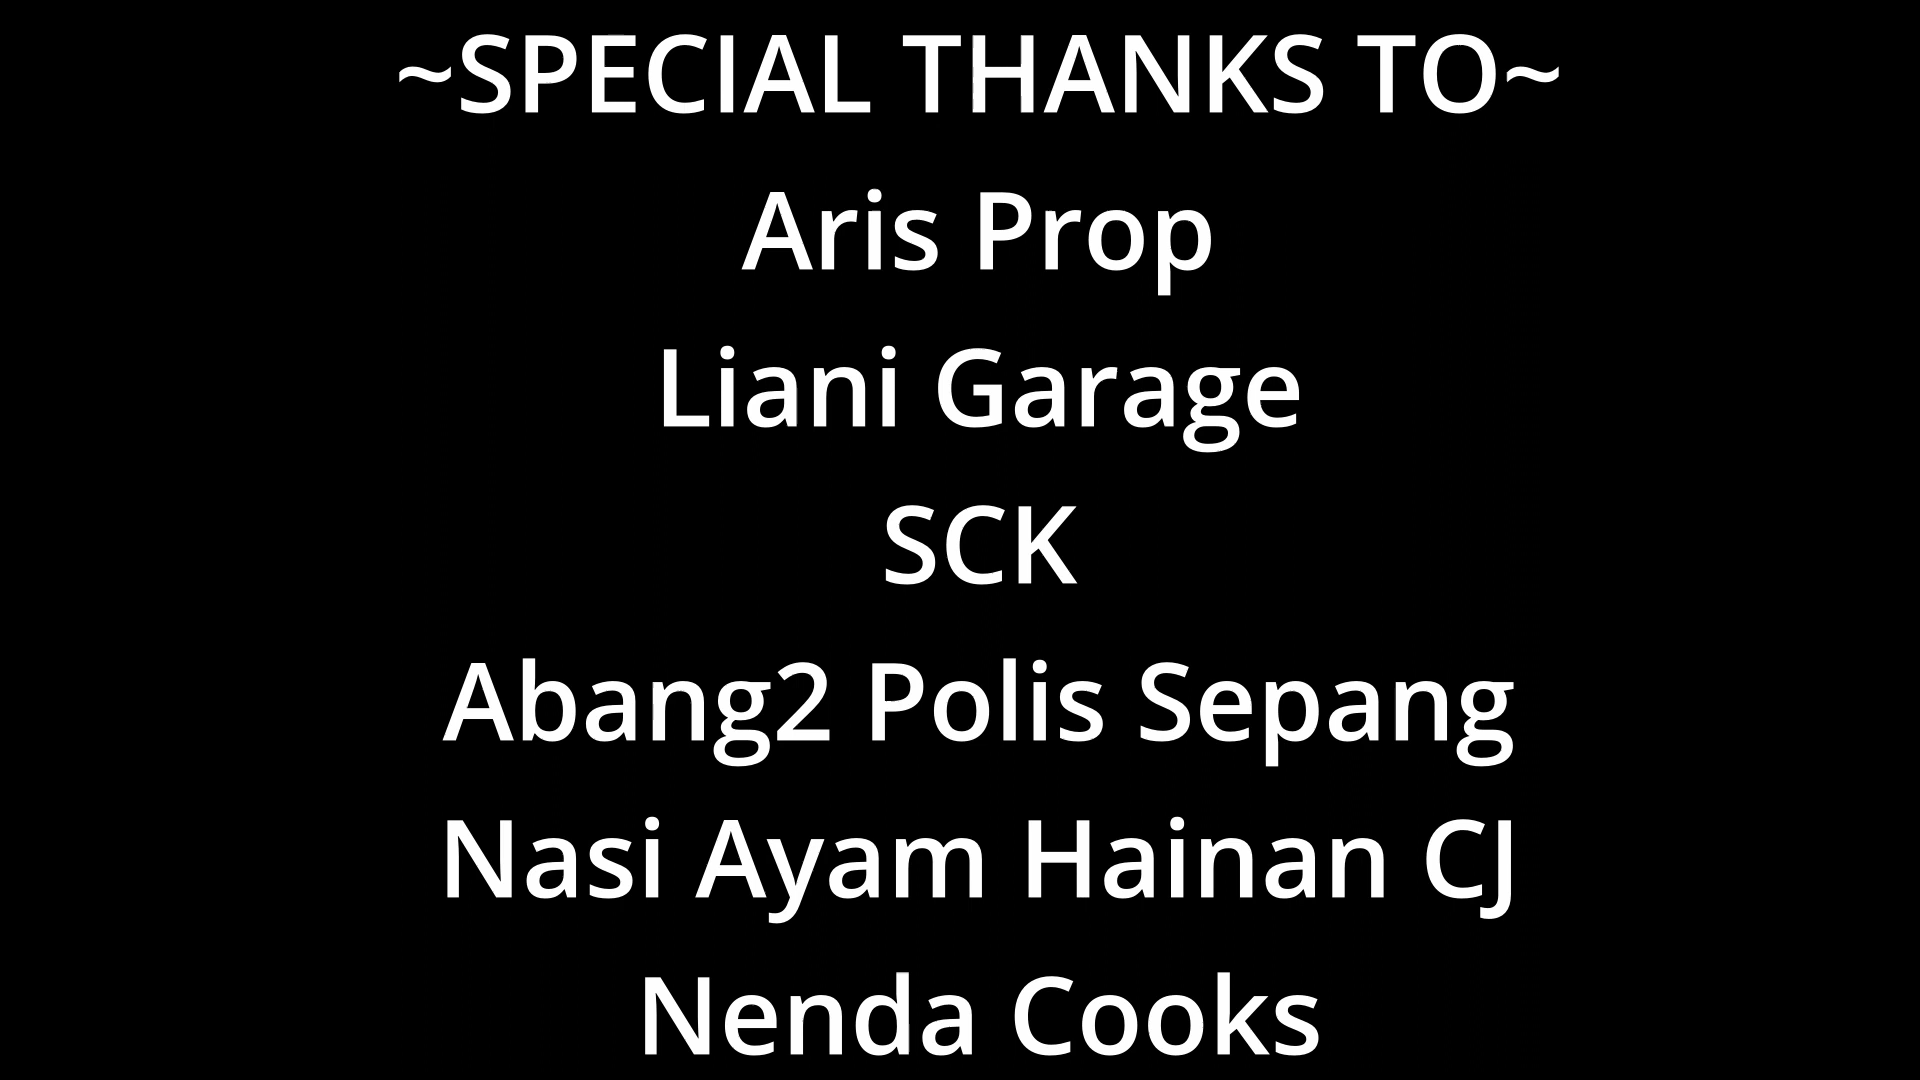 ~SPECIAL THANKS TO~
Aris Prop
Liani Garage
SCK
Abang2 Polis Sepang
Nasi Ayam Hainan CJ
Nenda Cooks